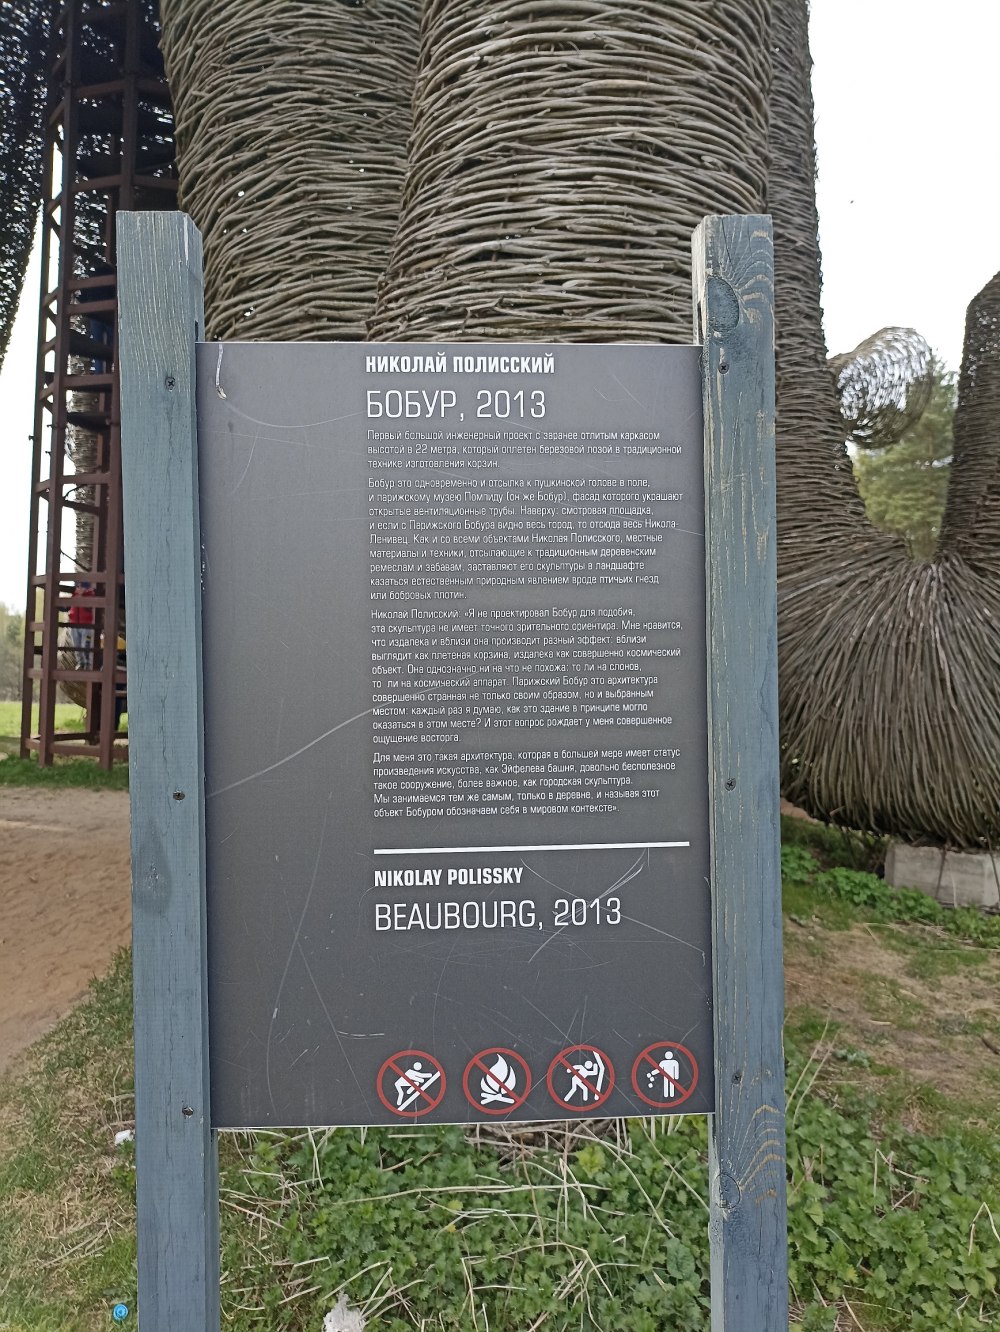 НИКОЛАЙ ПОЛИССКИЙ
БОБУР, 2013
Первый большой инженерный проект с заранее отлитым каркасом
высотой в 22 метра, который оплетен березовой лозой в традиционной
технике изготовления корзин.
Бобур это одновременно и отсылка к пушкинской голове в поле,
и парижскому музею Помпиду (он же Бобур), фасад которого украшают
открытые вентиляционные трубы. Наверху: смотровая площадка,
и если с Парижского Бобура видно весь город, то отсюда весь Никола-
Ленивец. Как и со всеми объектами Николая Полисского, местные
материалы и техники, отсылающие к традиционным деревенским
ремеслам и забавам, заставляют его скульптуры в ландшафте
казаться естественным природным явлением вроде птичьих гнезд
или бобровых плотин.
Николай Полисский: «Я не проектировал Бобур для подобия,
эта скульптура не имеет точного зрительного ориентира. Мне нравится,
что издалека и вблизи она производит разный эффект: вблизи
выглядит как плетеная корзина, издалека как совершенно космический
объект. Она однозначно ни на что не похожа: то ли на слонов,
то ли на космический аппарат. Парижский Бобур это архитектура
совершенно странная не только своим образом, но и выбранным
местом: каждый раз я думаю, как это здание в принципе могло
оказаться в этом месте? И этот вопрос рождает у меня совершенное
ощущение восторга.
Для меня это такая архитектура, которая в большей мере имеет статус
произведения искусства, как Эйфелева башня, довольно бесполезное
такое сооружение, более важное, как городская скульптура.
Мы занимаемся тем же самым, только в деревне, и называя этот
объект Бобуром обозначаем себя в мировом контексте».
NIKOLAY POLISSKY
BEAUBOURG, 2013